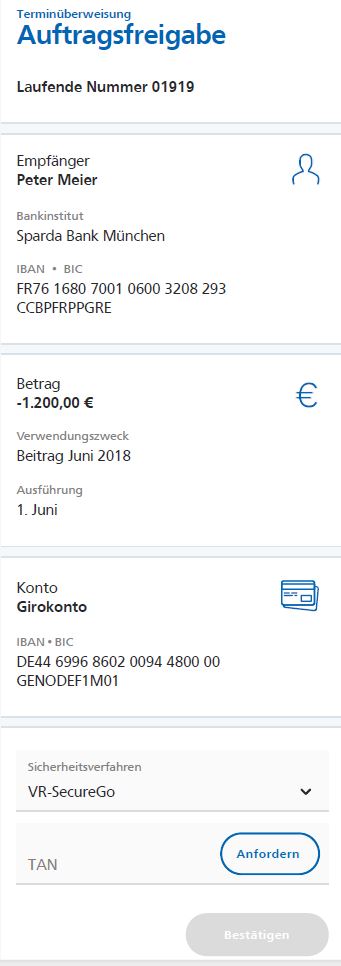 Terminüberweisung
Auftragsfreigabe
Laufende Nummer 01919
Empfänger
Peter Meier
Bankinstitut
Sparda Bank München
IBAN • BIC
FR76 1680 7001 0600 3208 293
CCBPFRPPGRE
Betrag
-1.200,00 €
€
Verwendungszweck
Beitrag Juni 2018
Ausführung
1. Juni
Konto
Girokonto
IBAN • BIC
DE44 6996 8602 0094 4800 00
GENODEF1M01
Sicherheitsverfahren
VR-SecureGo
TAN
Anfordern
Bestätigen